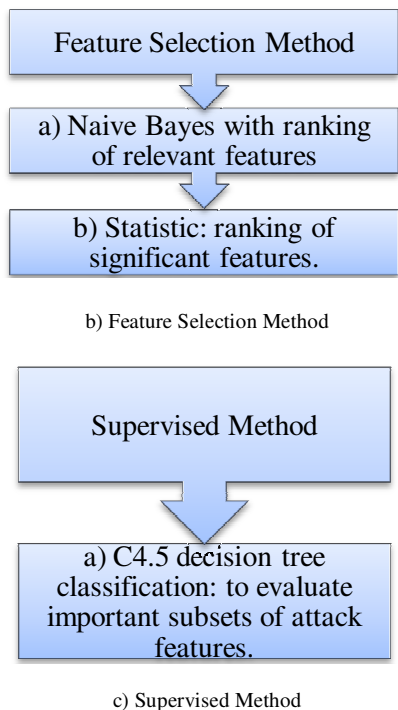 Feature Selection Method
a) Naive Bayes with ranking
of relevant features
b) Statistic: ranking of
significant features.
b) Feature Selection Method
Supervised Method
a) C4.5 decision tree
classification: to evaluate
important subsets of attack
features.
c) Supervised Method